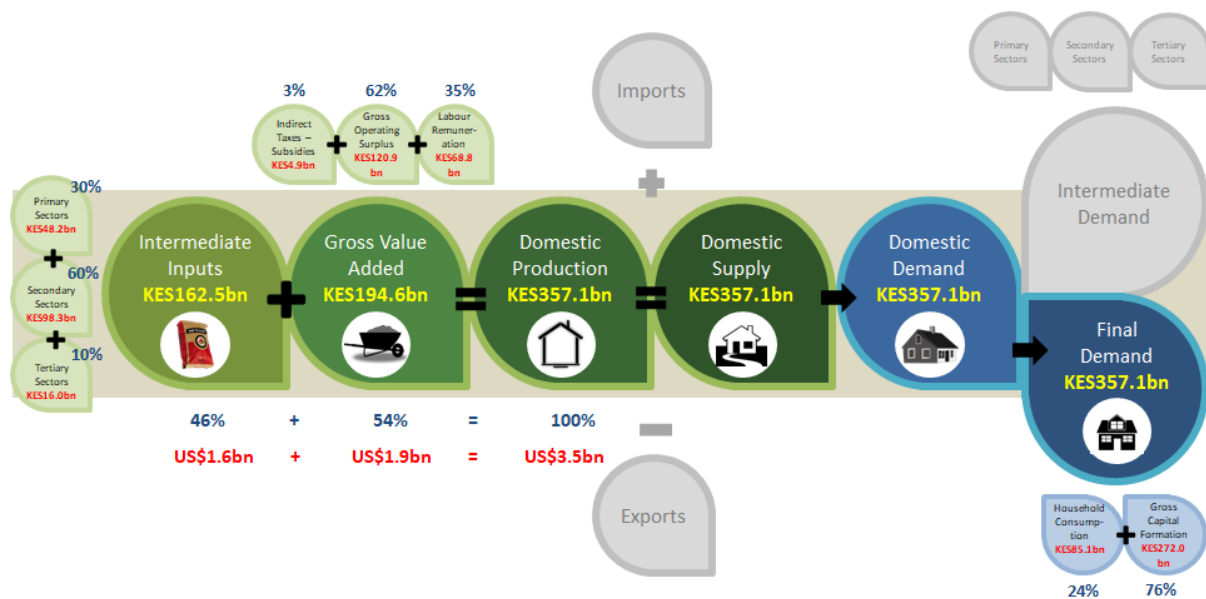 Primary
Sectors
Secondary
Sectors
Tertiary
Sectors
Imports
3%
62%
35%
Indirect
Taxes –
Subsidies
KES4.9bn
Gross
Operating
Surplus
KES120.9
bn
Labour
Remuner-
ation
KES68.8
bn
30%
Primary
Sectors
KES48.2bn
60%
Secondary
Sectors
KES98.3bn
10%
Tertiary
Sectors
KES16.0bn
Intermediate
Inputs
KES162.5bn
+
Gross Value
Added
KES194.6bn
=
Domestic
Production
KES357.1bn
=
Domestic
Supply
KES357.1bn
Domestic
Demand
KES357.1bn
Intermediate
Demand
Final
Demand
KES357.1bn
46% + 54% = 100%
US$1.6bn + US$1.9bn = US$3.5bn
Exports
Household
Consump-
tion
KES85.1bn
Gross
Capital
Formation
KES272.0
bn
24%
76%